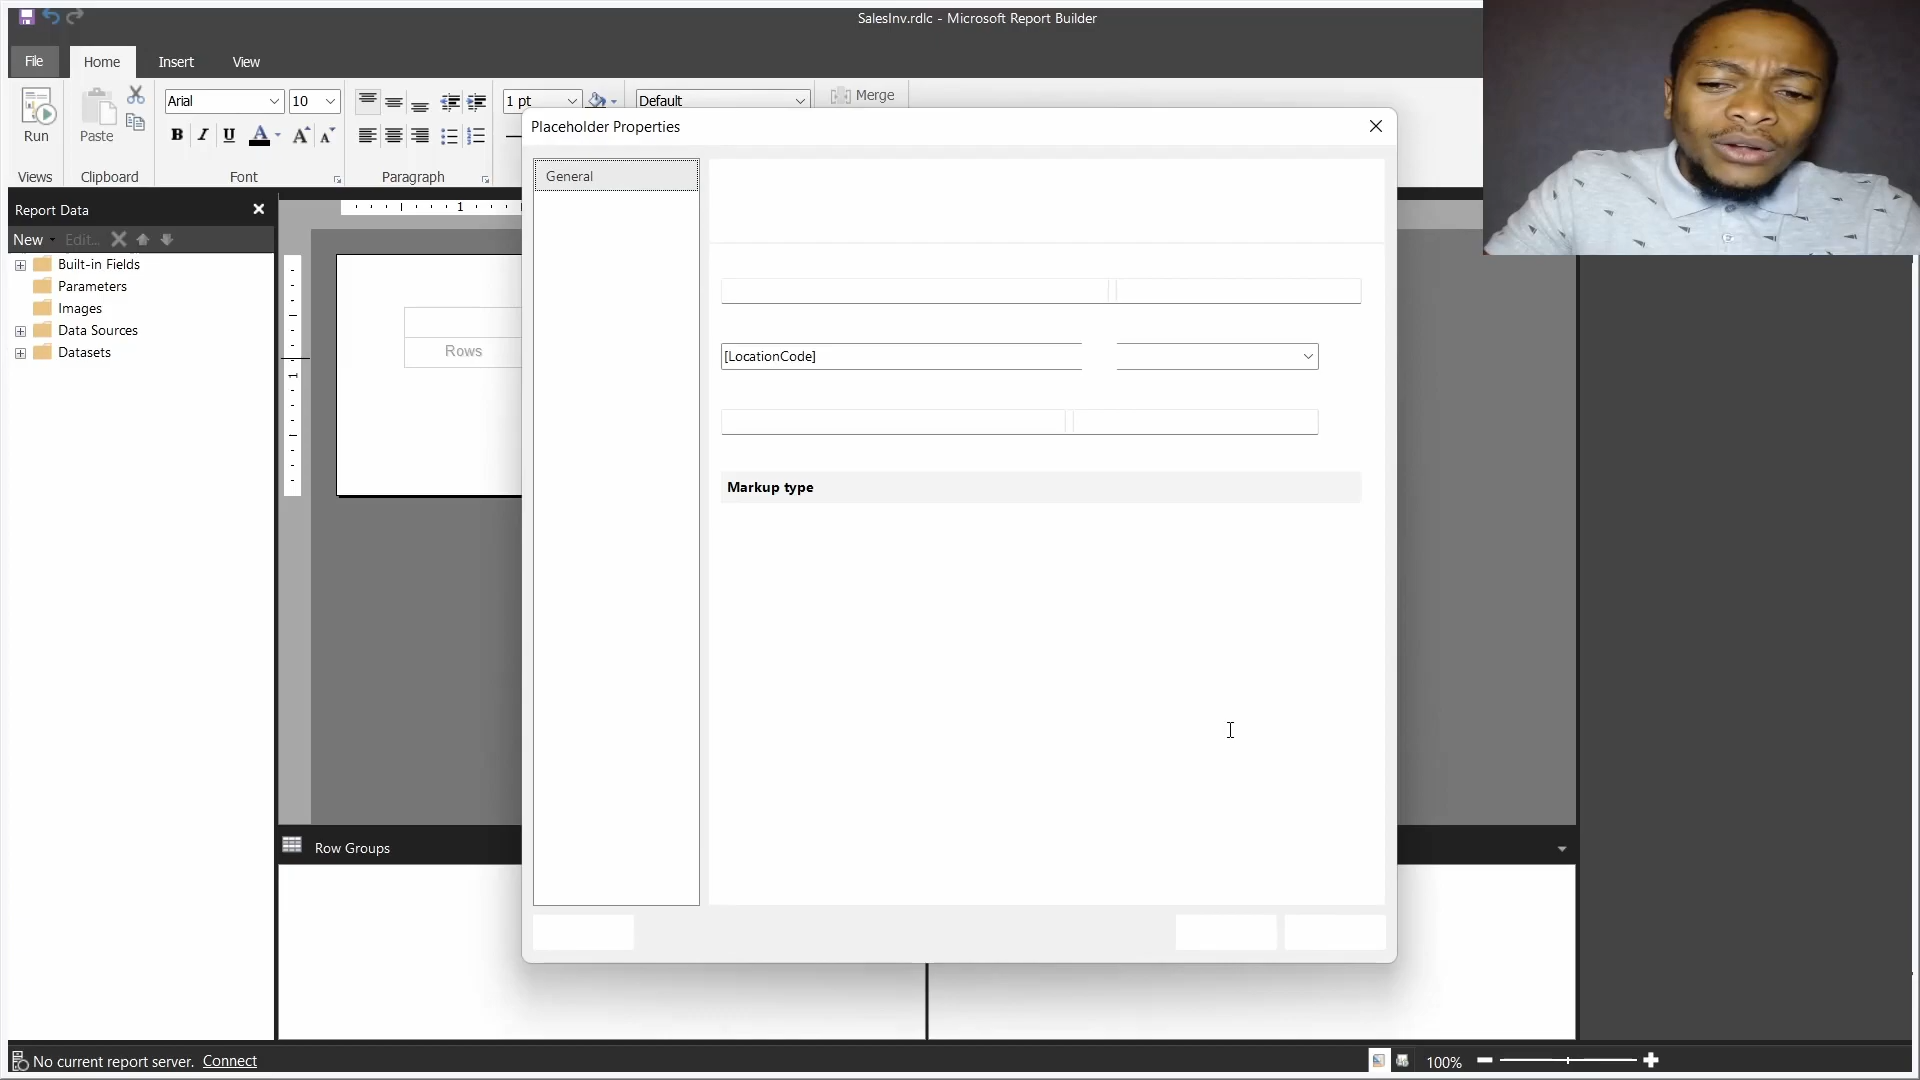 SalesInv.rdlc - Microsoft Report Builder
File
Home
Insert
View
Run
Paste
Arial
10
B I U A A A
1 pt
Default
Merge
Views
Clipboard
Font
Paragraph
Placeholder Properties
General
Report Data
New
Edit...
1
Built-in Fields
Parameters
Images
Data Sources
Datasets
1
Rows
[LocationCode]
Markup type
Row Groups
No current report server. Connect
100%